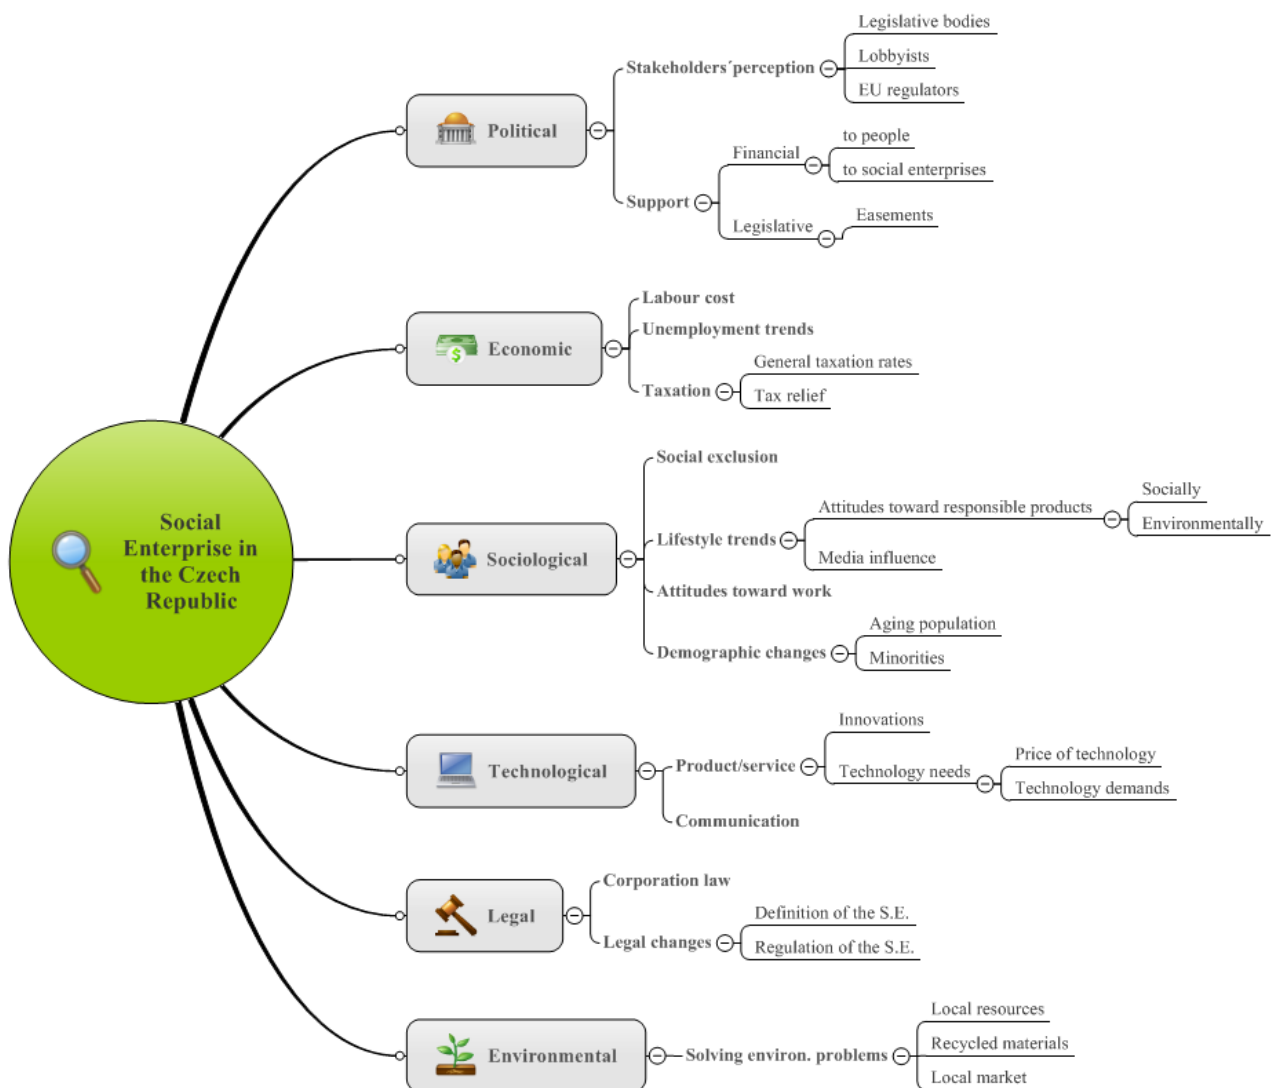 Social
Enterprise in
the Czech
Republic
Political
Stakeholders´perception
Legislative bodies
Lobbyists
EU regulators
Support
Financial
to people
to social enterprises
Legislative
Easements
Economic
Labour cost
Unemployment trends
Taxation
General taxation rates
Tax relief
Sociological
Social exclusion
Lifestyle trends
Attitudes toward responsible products
Socially
Environmentally
Media influence
Attitudes toward work
Demographic changes
Aging population
Minorities
Technological
Product/service
Innovations
Technology needs
Price of technology
Technology demands
Communication
Legal
Corporation law
Legal changes
Definition of the S.E.
Regulation of the S.E.
Environmental
Solving environ. problems
Local resources
Recycled materials
Local market